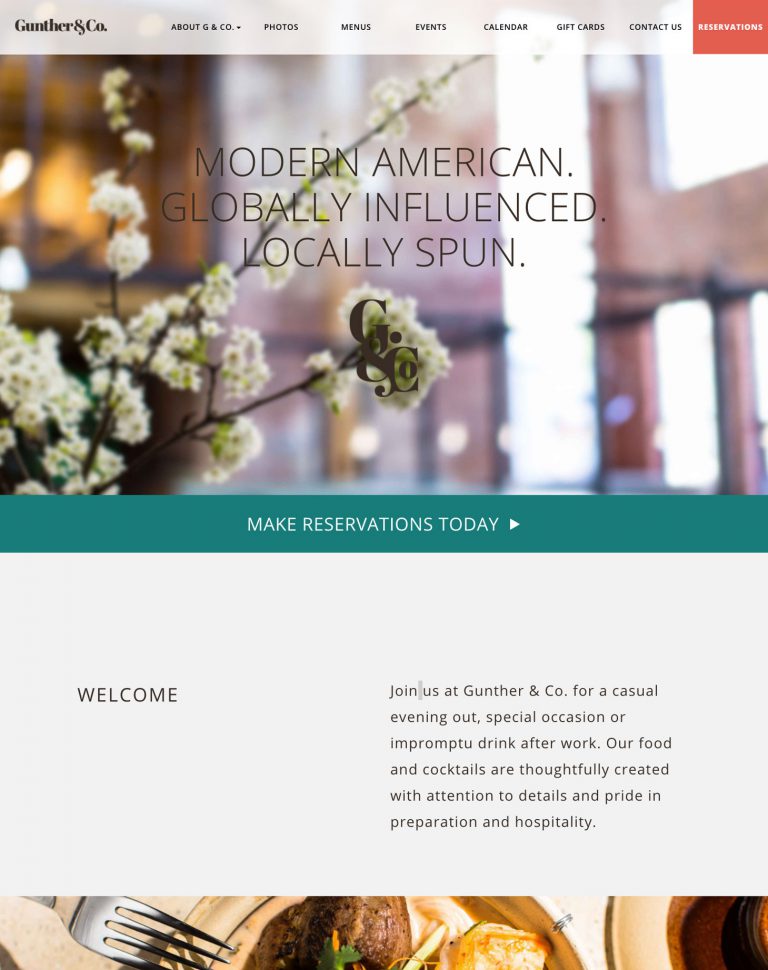 Gunther & Co.
ABOUT G & CO.
PHOTOS
MENUS
EVENTS
CALENDAR
GIFT CARDS
CONTACT US
RESERVATIONS
MODERN AMERICAN.
GLOBALLY INFLUENCED.
LOCALLY SPUN.
G.
& Co
MAKE RESERVATIONS TODAY
WELCOME
Join us at Gunther & Co. for a casual
evening out, special occasion or
impromptu drink after work. Our food
and cocktails are thoughtfully created
with attention to details and pride in
preparation and hospitality.